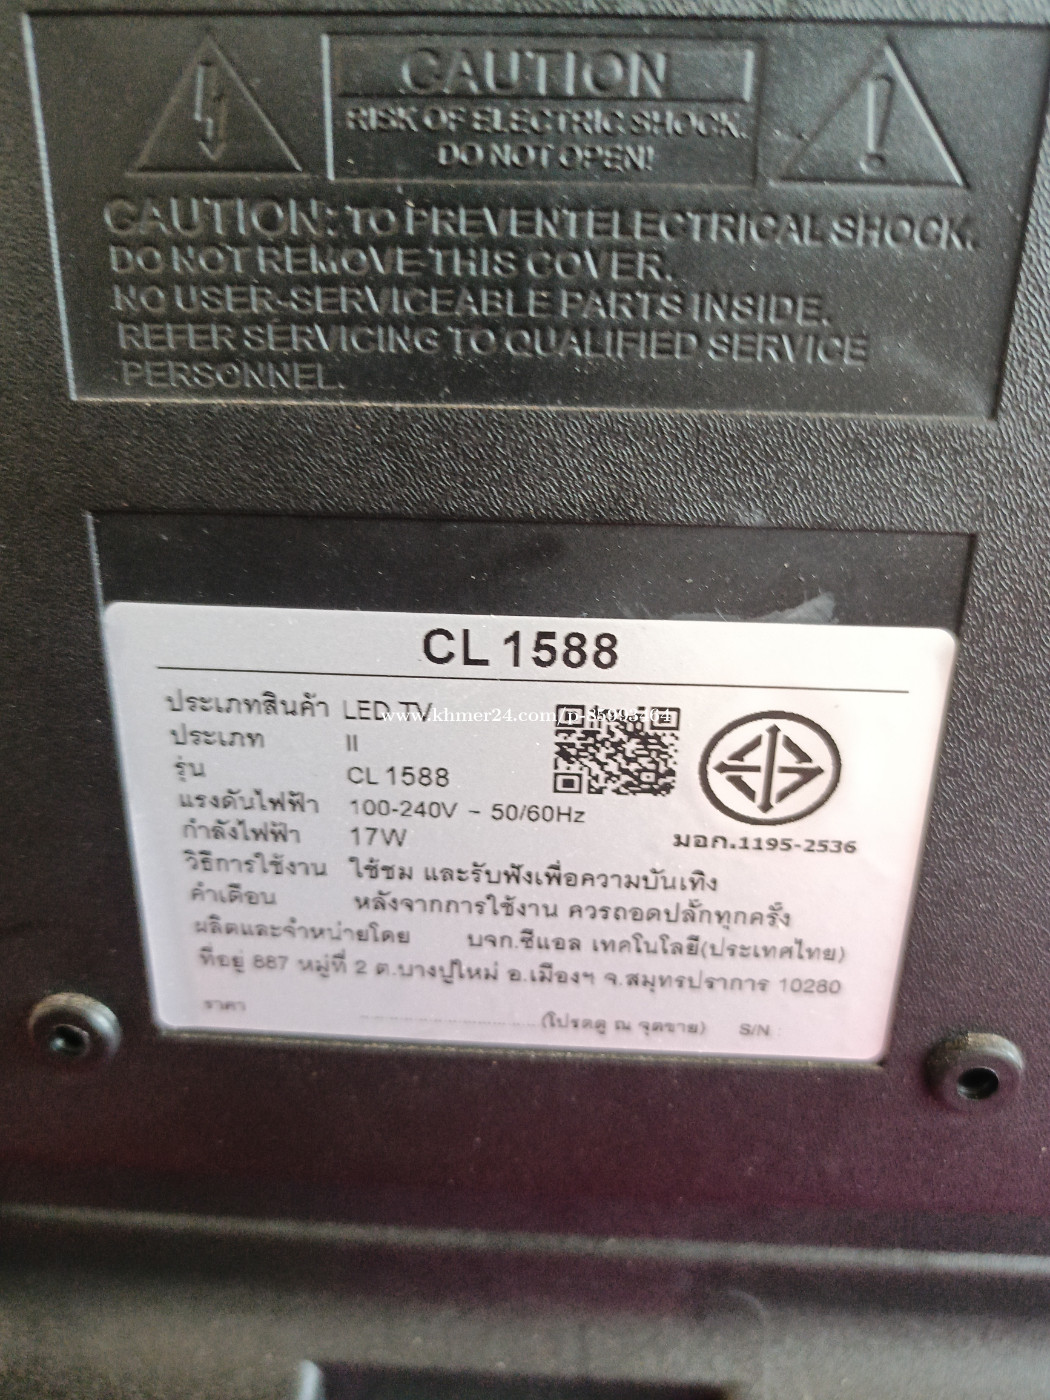 CAUTION
RISK OF ELECTRIC SHOCK.
DO NOT OPEN!
CAUTION: TO PREVENT ELECTRICAL SHOCK.
DO NOT REMOVE THIS COVER.
NO USER-SERVICEABLE PARTS INSIDE.
REFER SERVICING TO QUALIFIED SERVICE
PERSONNEL.
CL 1588
ประเภทสินค้า LED TV
www.khmer24.com/p-
ประเภท II
รุ่น CL 1588
แรงดันไฟฟ้า 100-240V ~ 50/60Hz
กำลังไฟฟ้า 17W
มอก.1195-2536
วิธีการใช้งาน ใช้ชม และรับฟังเพื่อความบันเทิง
คำเตือน หลังจากการใช้งาน ควรถอดปลั๊กทุกครั้ง
ผลิตและจำหน่ายโดย บจก.ซีแอล เทคโนโลยี(ประเทศไทย)
ที่อยู่ 887 หมู่ที่ 2 ต.บางปูใหม่ อ.เมืองฯ จ.สมุทรปราการ 10280
ราคา (โปรดดู ณ จุดขาย) S/N :